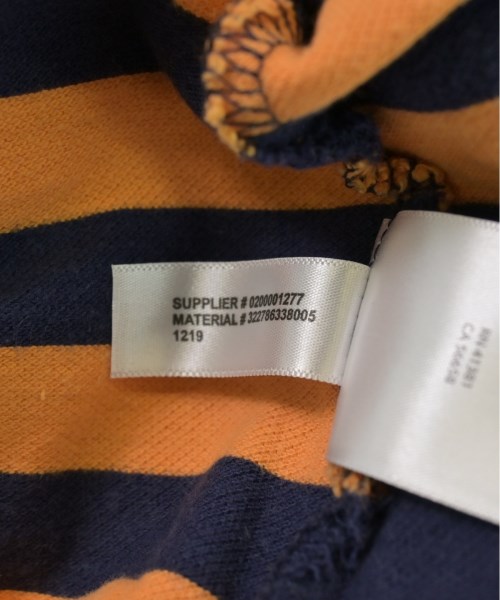 SUPPLIER # 0200001277
MATERIAL # 322786338005
1219
RN 41381
CA 56658